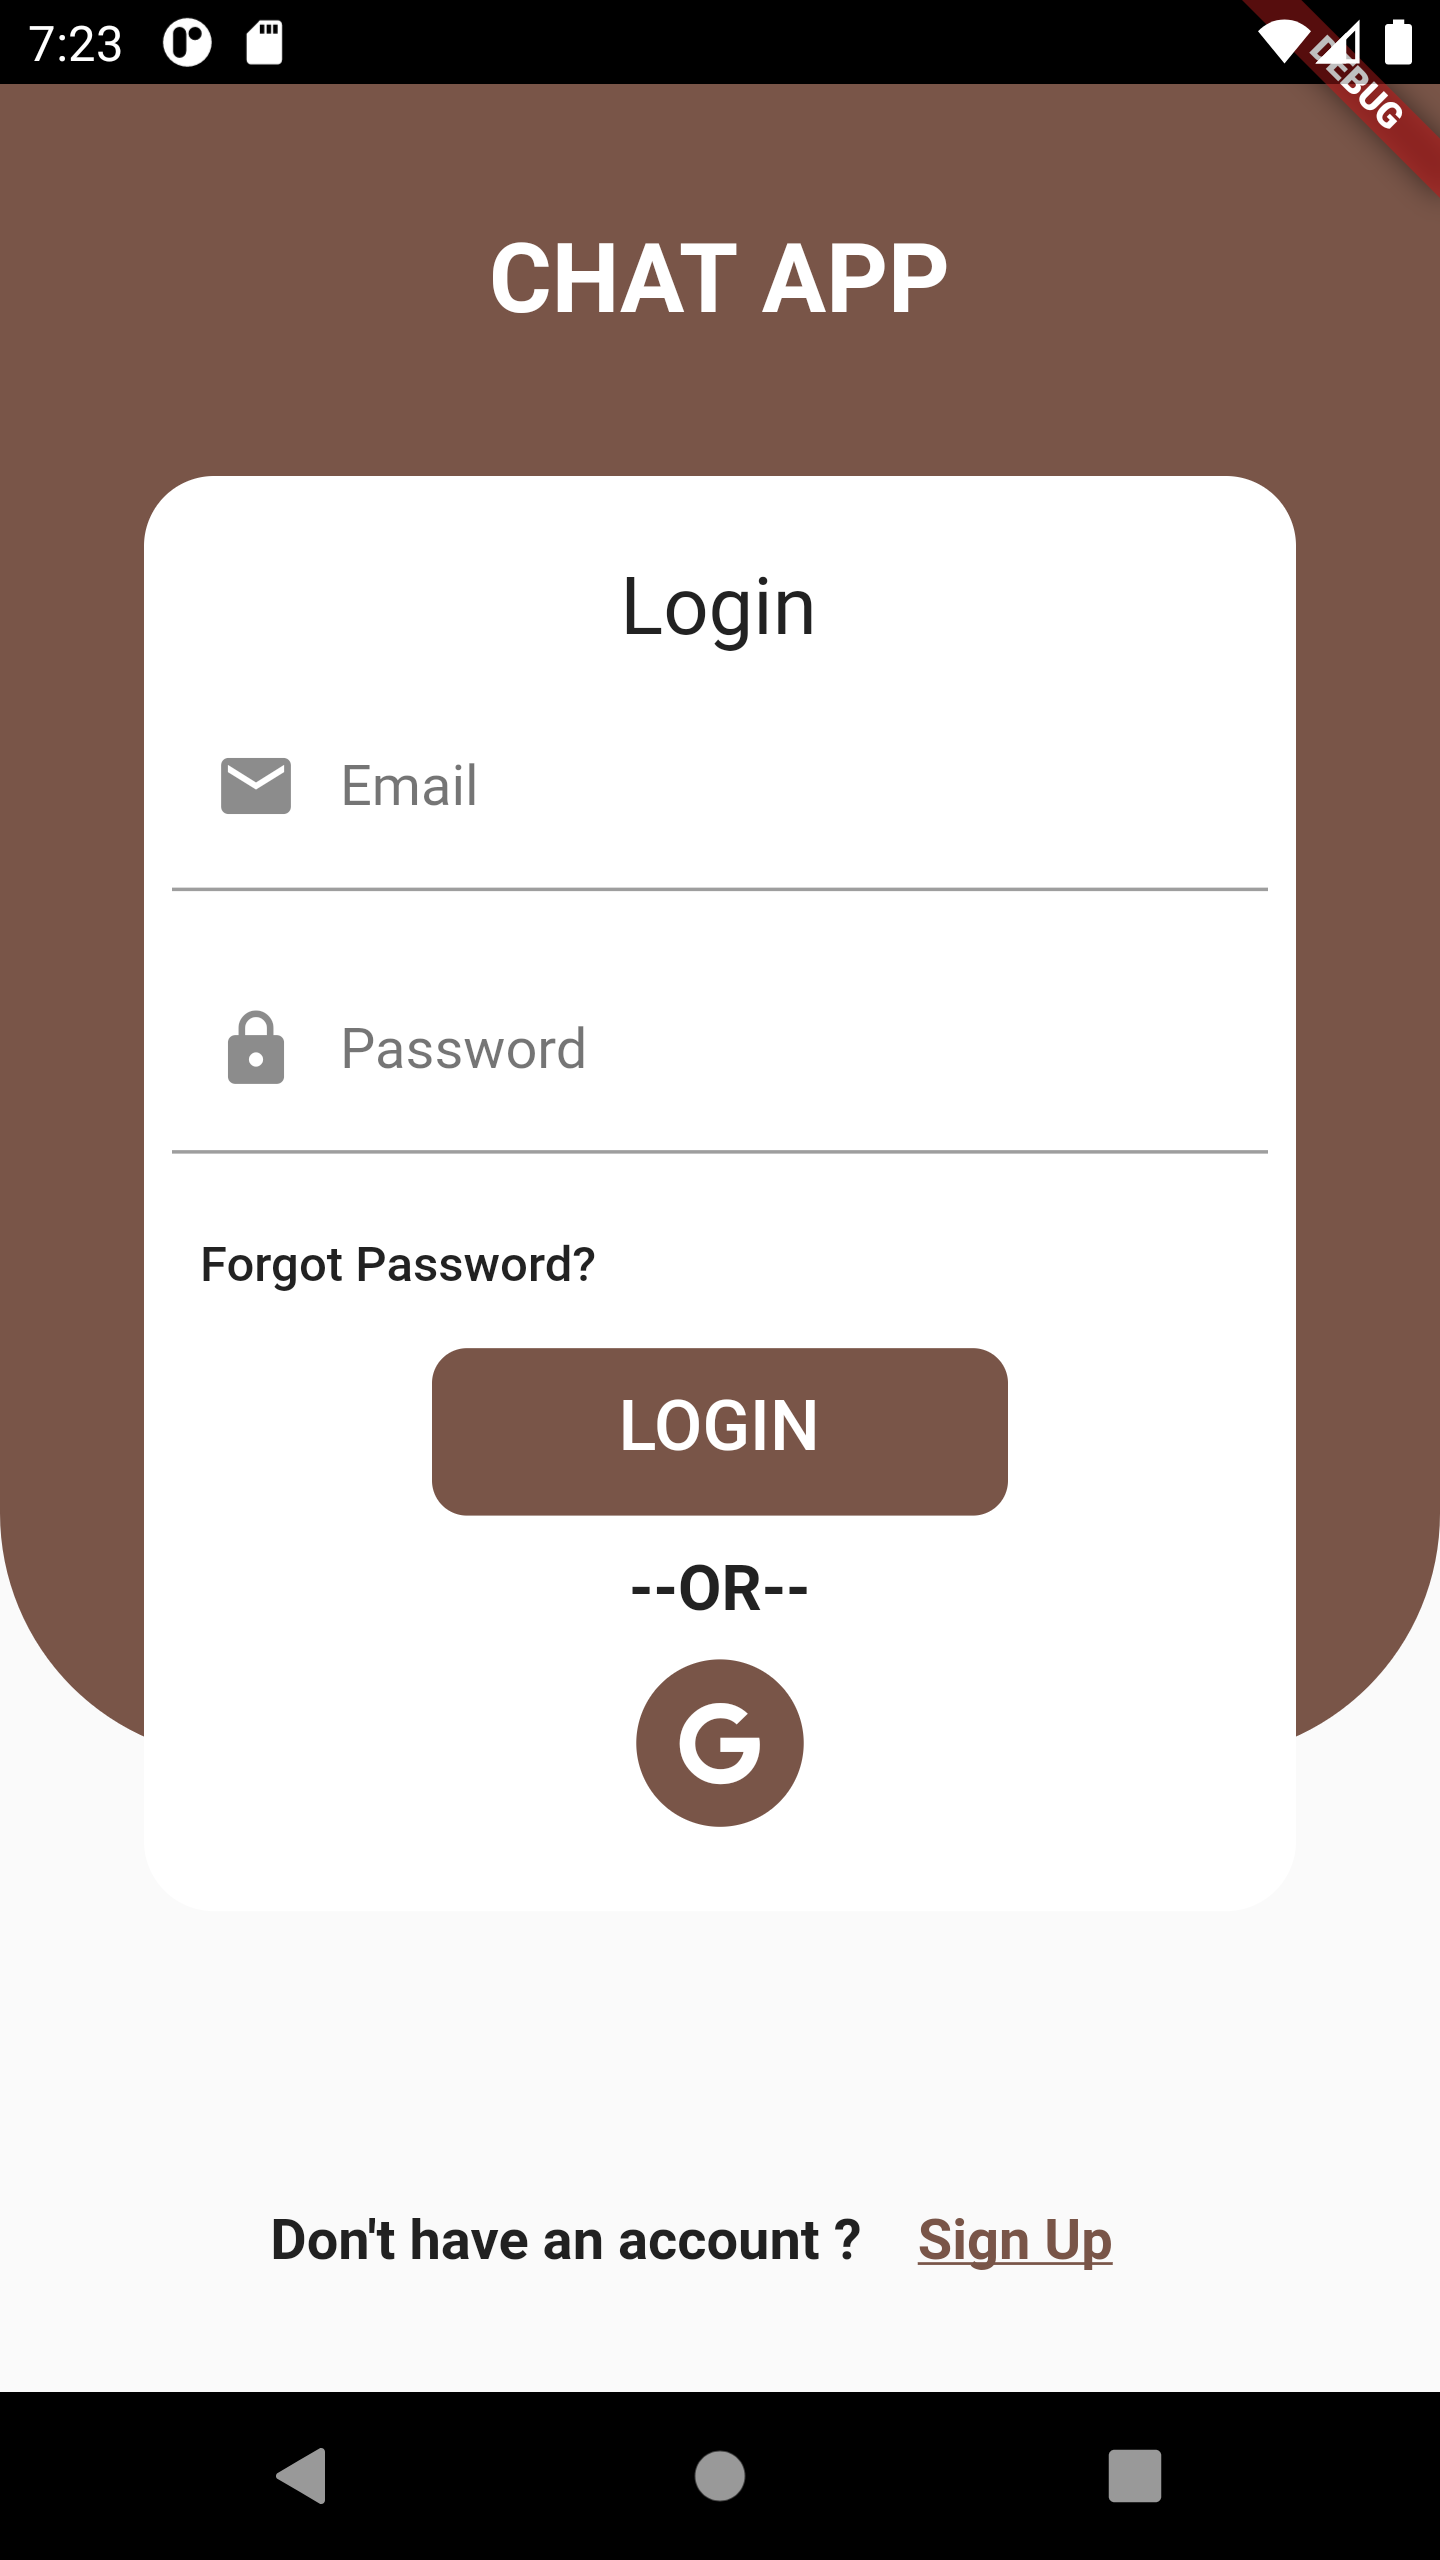 7:23
DEBUG
CHAT APP
Login
Email
Password
Forgot Password?
LOGIN
--OR--
G
Don't have an account ? Sign Up